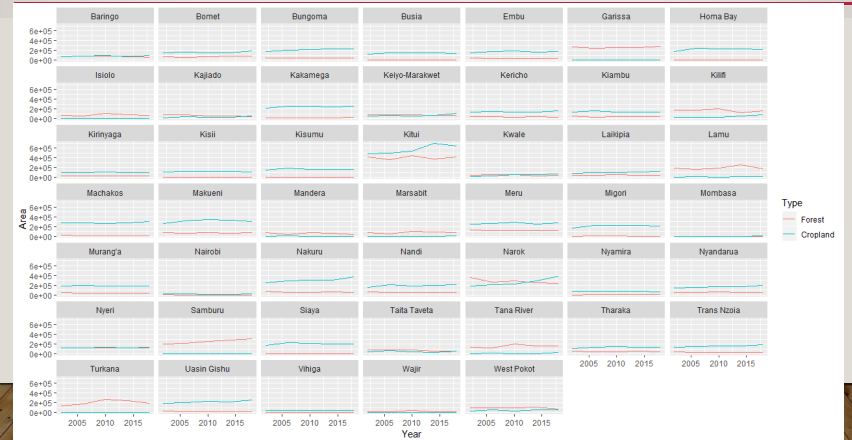 Baringo Bomet Bungoma Busia Embu Garissa Homa Bay
6e+05
4e+05
2e+05
0e+00
Isiolo Kajiado Kakamega Keiyo-Marakwet Kericho Kiambu Kilifi
6e+05
4e+05
2e+05
0e+00
Kirinyaga Kisii Kisumu Kitui Kwale Laikipia Lamu
6e+05
4e+05
2e+05
0e+00
Machakos Makueni Mandera Marsabit Meru Migori Mombasa
6e+05
4e+05
2e+05
0e+00
Area
Type
Forest
Cropland
Murang'a Nairobi Nakuru Nandi Narok Nyamira Nyandarua
6e+05
4e+05
2e+05
0e+00
Nyeri Samburu Siaya Taita Taveta Tana River Tharaka Trans Nzoia
6e+05
4e+05
2e+05
0e+00
2005 2010 2015 2005 2010 2015
Turkana Uasin Gishu Vihiga Wajir West Pokot
6e+05
4e+05
2e+05
0e+00
2005 2010 2015 2005 2010 2015 2005 2010 2015 2005 2010 2015 2005 2010 2015
Year